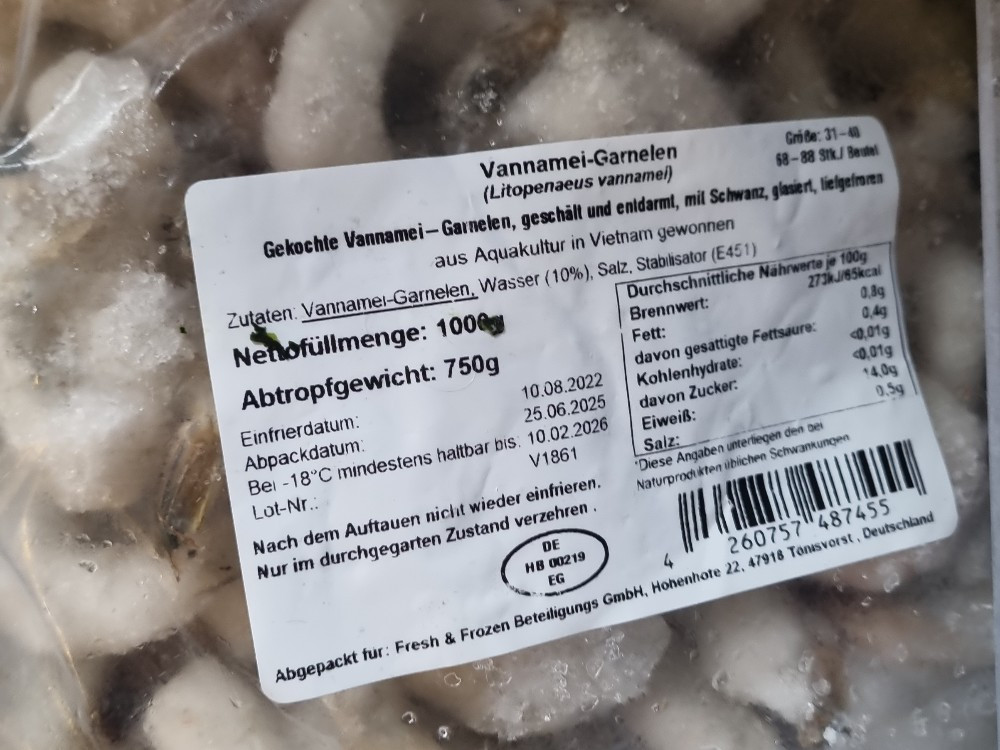 Vannamei-Garnelen
(Litopenaeus vannamei)
Größe: 31-40
68-88 Stk./ Beutel
Gekochte Vannamei-Garnelen, geschält und entdarmt, mit Schwanz, glasiert, tiefgefroren
aus Aquakultur in Vietnam gewonnen
Zutaten: Vannamei-Garnelen, Wasser (10%), Salz, Stabilisator (E451)
Nettofüllmenge: 1000g
Abtropfgewicht: 750g
Einfrierdatum: 10.08.2022
Abpackdatum: 25.06.2025
Bei -18°C mindestens haltbar bis: 10.02.2026
Lot-Nr.: V1861
Nach dem Auftauen nicht wieder einfrieren.
Nur im durchgegarten Zustand verzehren .
Durchschnittliche Nährwerte je 100g
Brennwert: 273kJ/65kcal
Fett: 0,8g
davon gesättigte Fettsäure: 0,4g
Kohlenhydrate: <0,01g
davon Zucker: <0,01g
Eiweiß: 14,0g
Salz: 0,5g
*Diese Angaben unterliegen den bei
Naturprodukten üblichen Schwankungen
DE
HB 00219
EG
4 260757 487455
Abgepackt für: Fresh & Frozen Beteiligungs GmbH, Hohenhöfe 22, 47918 Tönisvorst , Deutschland